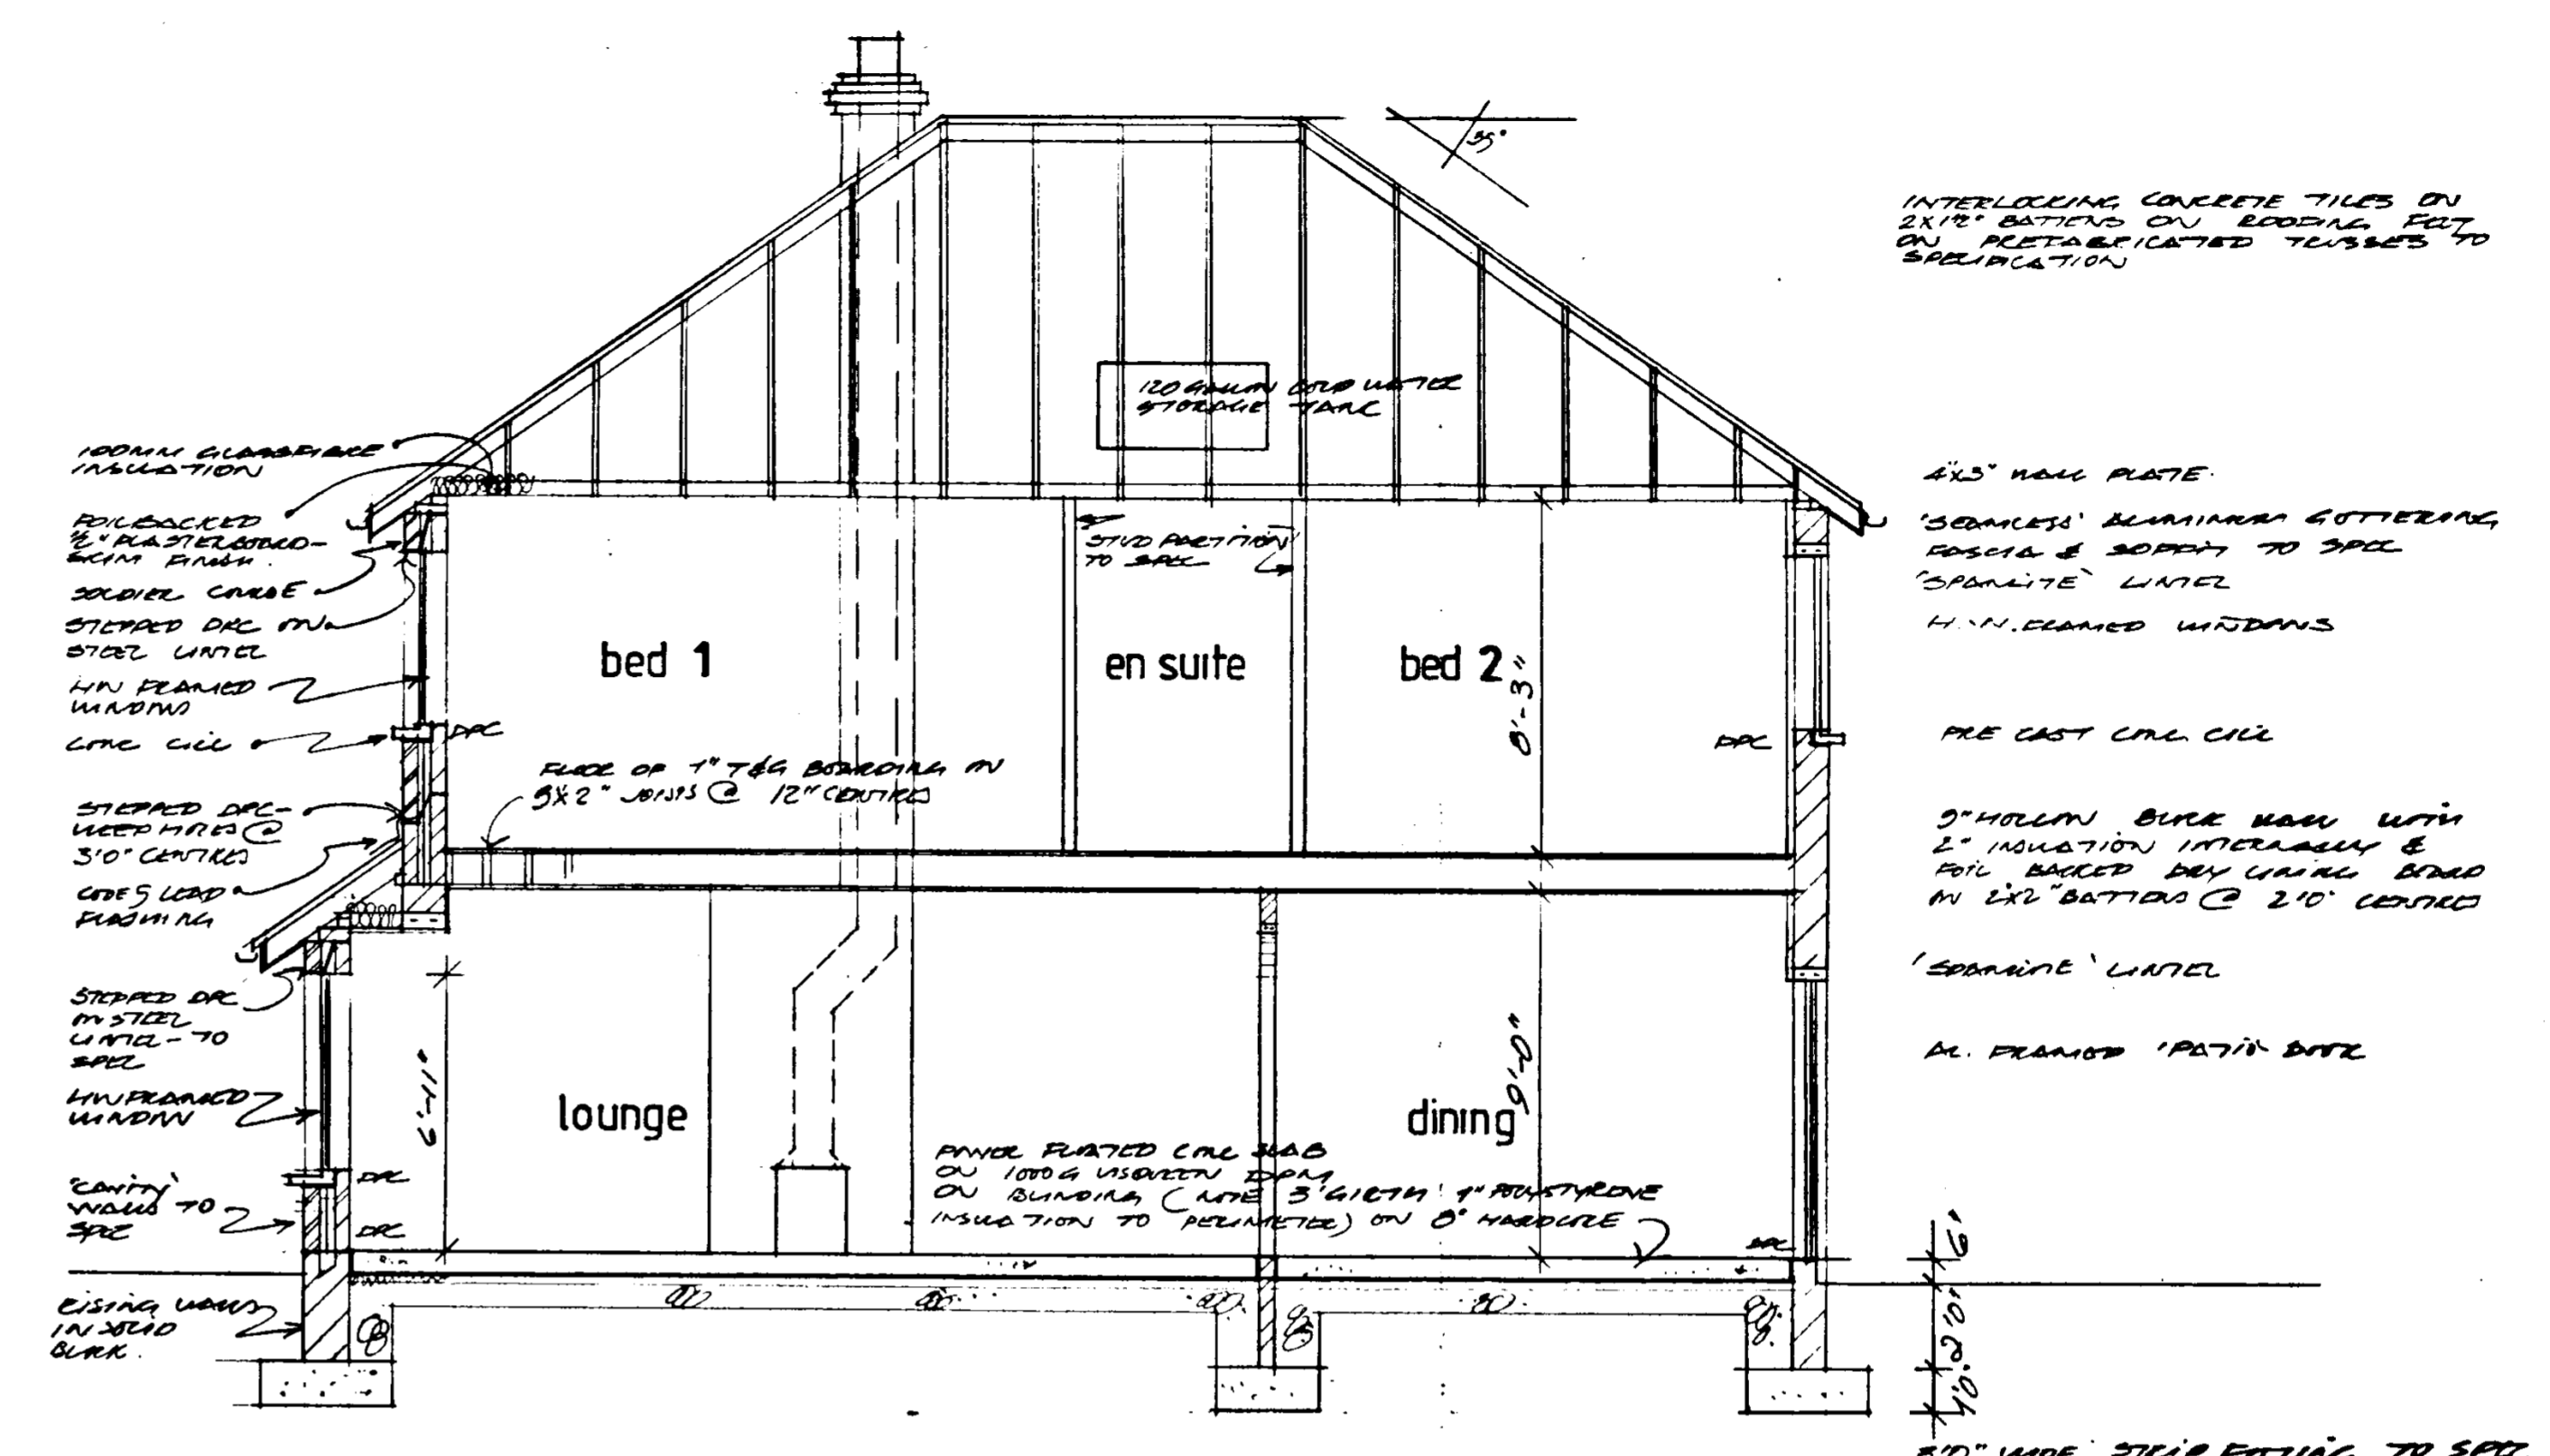 35°
INTERLOCKING CONCRETE TILES ON
2X1½" BATTENS ON ROOFING FELT
ON PREFABRICATED TRUSSES TO
SPECIFICATION
120 GALLON COLD WATER
STORAGE TANK
100MM GLASSFIBRE
INSULATION
FOILBACKED
½" PLASTERBOARD-
SKIM FINISH.
SOLDIER COURSE
STEPPED DPC ON
STEEL LINTEL
HW FRAMED
WINDOWS
CONC CILL
STEPPED DPC-
WEEP HOLES @
3'0" CENTRES
CODE 5 LEAD
FLASHING
STEPPED DPC
ON STEEL
LINTEL - TO
SPEC
HW FRAMED
WINDOW
'CAVITY'
WALLS TO
SPEC
RISING WALLS
IN SOLID
BLOCK.
STUD PARTITION
TO SPEC
bed 1
en suite
bed 2
8'-3"
DPC
DPC
FLOOR OF 1" T&G BOARDING ON
9X2" JOISTS @ 12" CENTRES
lounge
dining
9'-0"
POWER FLOATED CONC SLAB
ON 1000G VISQUEEN DPM
ON BLINDING (NOTE 3' GIRTH 1" POLYSTYRENE
INSULATION TO PERIMETER) ON 8" HARDCORE
DPC
DPC
DPC
4"X3" WALL PLATE.
'SEAMLESS' ALUMINIUM GUTTERING
FASCIA & SOFFIT TO SPEC
'SPANLITE' LINTEL
H.W. FRAMED WINDOWS
PRE CAST CONC CILL
9" HOLLOW BLOCK WALL WITH
2" INSULATION INTERNALLY &
FOIL BACKED DRY LINING BOARD
ON 2X2" BATTENS @ 2'0" CENTRES
'SPANLITE' LINTEL
AL. FRAMED 'PATIO DOOR
6"
2'0"
1'0"
3'0" WIDE STRIP FOOTING TO SPEC